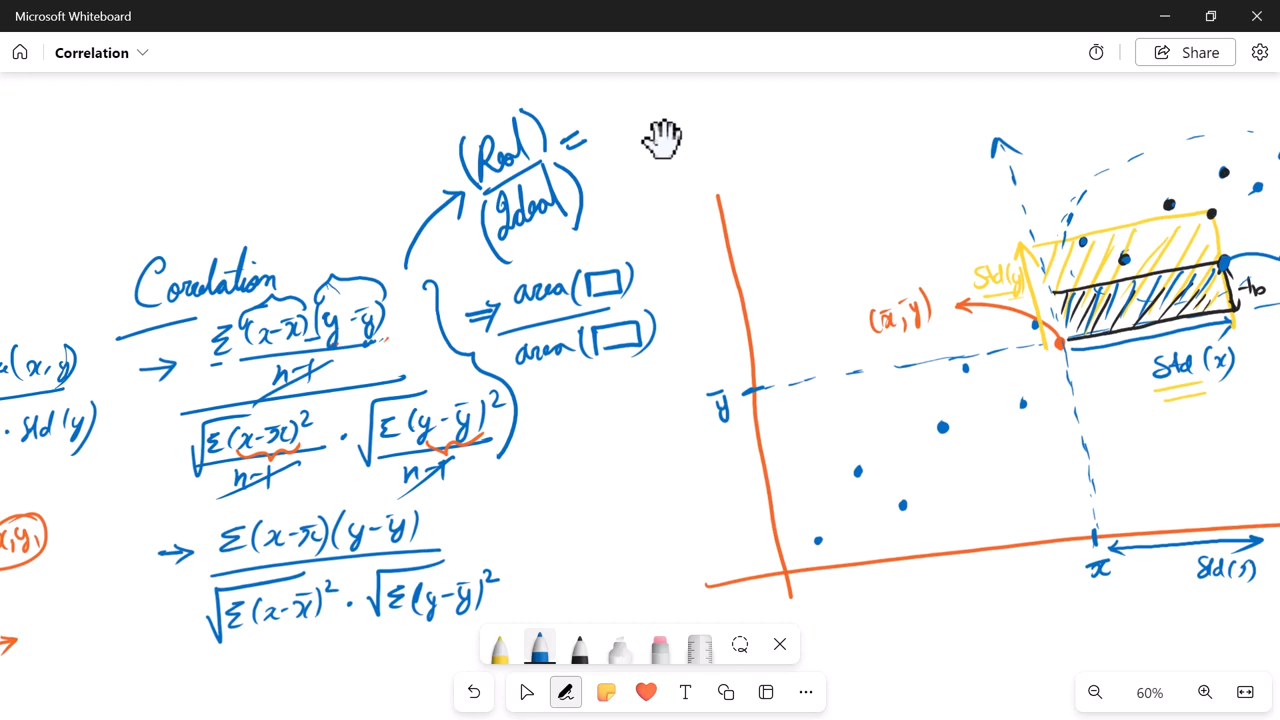 Microsoft Whiteboard
Correlation
Share
(Real) =
(Ideal)
Correlation
Σ(x-x̄)(y-ȳ)
n-1
√Σ(x-x̄)² · √Σ(y-ȳ)²
n-1 n-1
→ Σ(x-x̄)(y-ȳ)
√Σ(x-x̄)² · √Σ(y-ȳ)²
⇒ area(▭)
area(▭)
(x, y)
· Std(y)
x, y,
Std(y)
(x̄, ȳ)
Std(x)
ȳ
x̄
60%